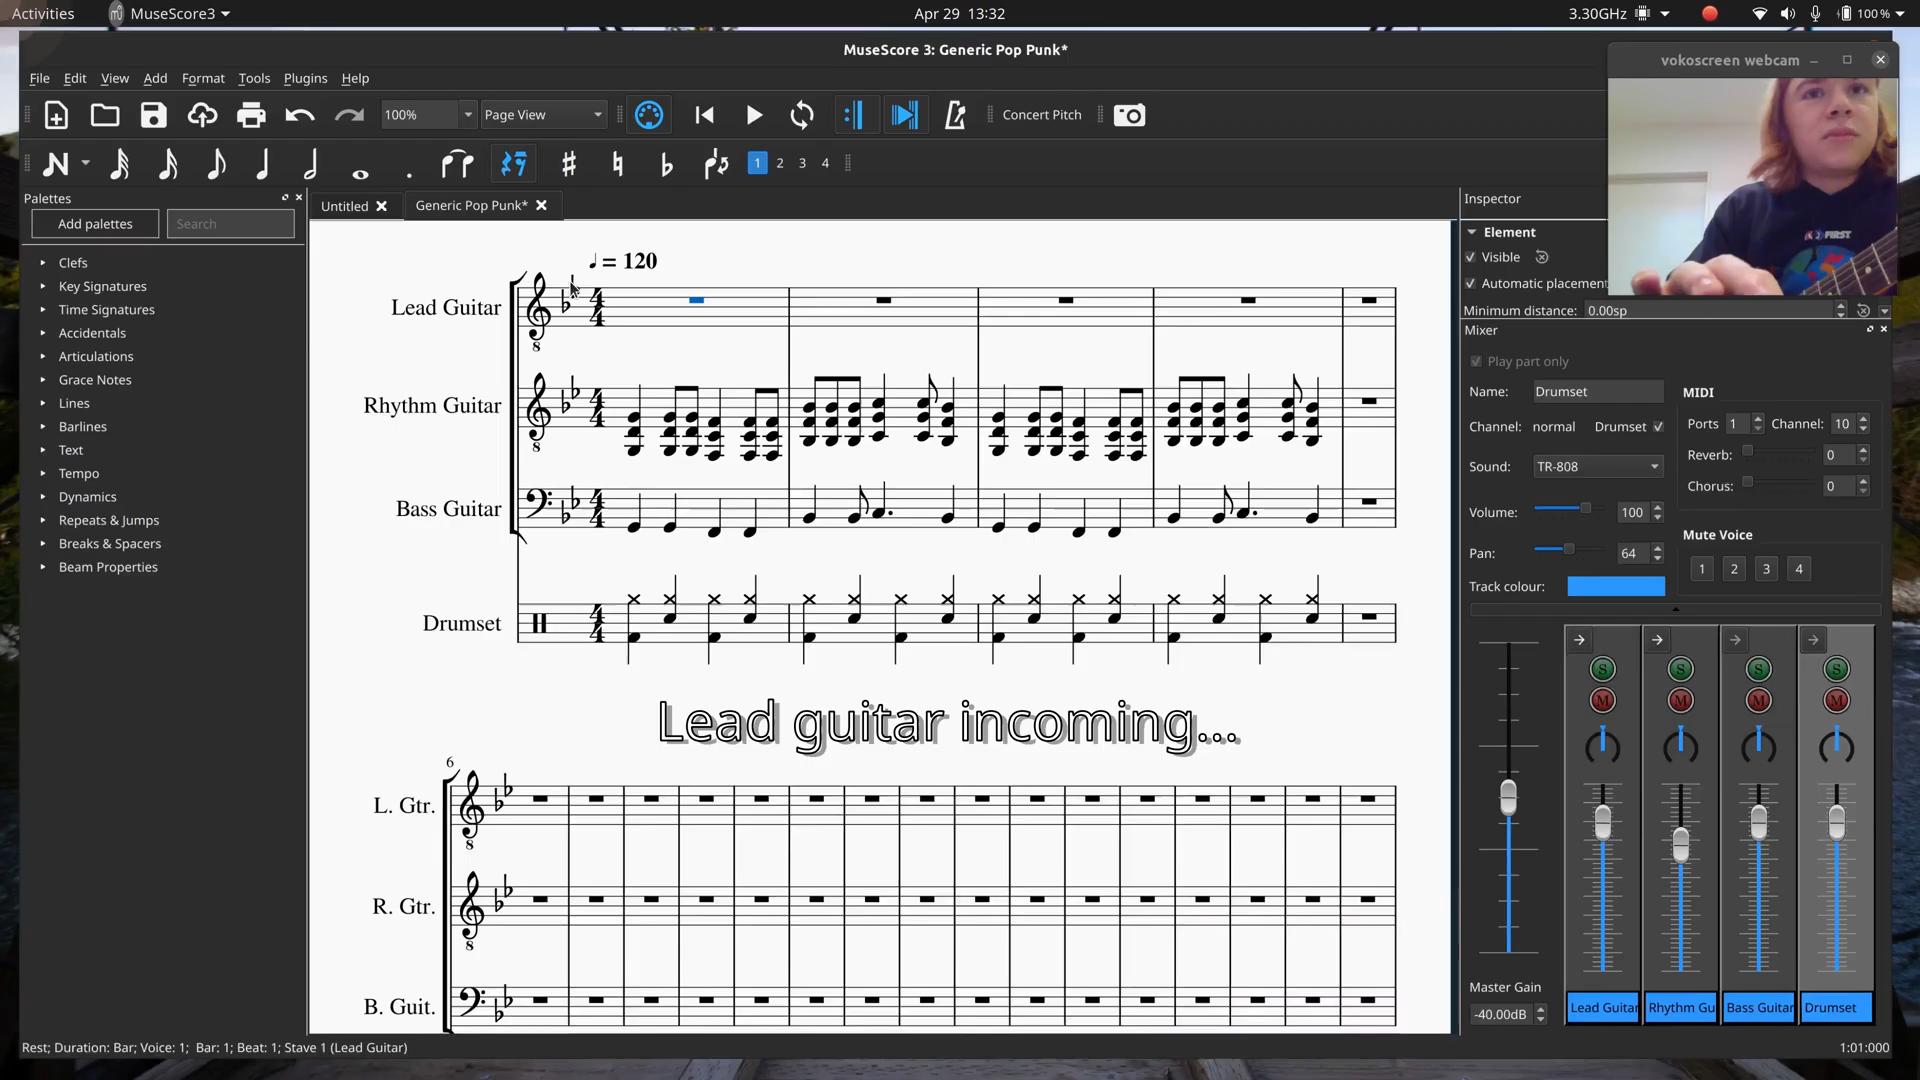 Activities MuseScore3 Apr 29 13:32 3.30GHz 100 %
MuseScore 3: Generic Pop Punk*
vokoscreen webcam
File Edit View Add Format Tools Plugins Help
100% Page View Concert Pitch
1 2 3 4
Palettes
Add palettes Search
Clefs
Key Signatures
Time Signatures
Accidentals
Articulations
Grace Notes
Lines
Barlines
Text
Tempo
Dynamics
Repeats & Jumps
Breaks & Spacers
Beam Properties
Untitled Generic Pop Punk*
= 120
Lead Guitar
Rhythm Guitar
Bass Guitar
Drumset
Lead guitar incoming...
6
L. Gtr.
R. Gtr.
B. Guit.
FIRST
Inspector
Element
Visible
Automatic placement
Minimum distance: 0.00sp
Mixer
Play part only
Name: Drumset MIDI
Channel: normal Drumset Ports 1 Channel: 10
Sound: TR-808 Reverb: 0
Chorus: 0
Volume: 100
Mute Voice
Pan: 64 1 2 3 4
Track colour:
S S S S
M M M M
Master Gain
-40.00dB
Lead Guitar Rhythm Gu Bass Guitar Drumset
Rest; Duration: Bar; Voice: 1; Bar: 1; Beat: 1; Stave 1 (Lead Guitar) 1:01:000